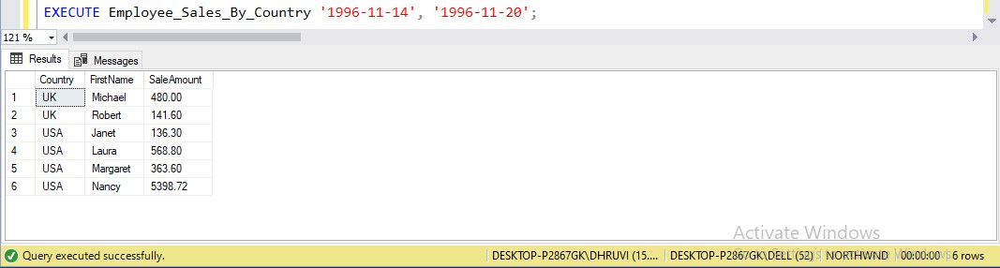 EXECUTE Employee_Sales_By_Country '1996-11-14', '1996-11-20';
121 %
Results Messages
Country FirstName SaleAmount
1 UK Michael 480.00
2 UK Robert 141.60
3 USA Janet 136.30
4 USA Laura 568.80
5 USA Margaret 363.60
6 USA Nancy 5398.72
Activate Windows
Query executed successfully. DESKTOP-P2867GK\DHRUVI (15.... DESKTOP-P2867GK\DELL (52) NORTHWIND 00:00:00 6 rows